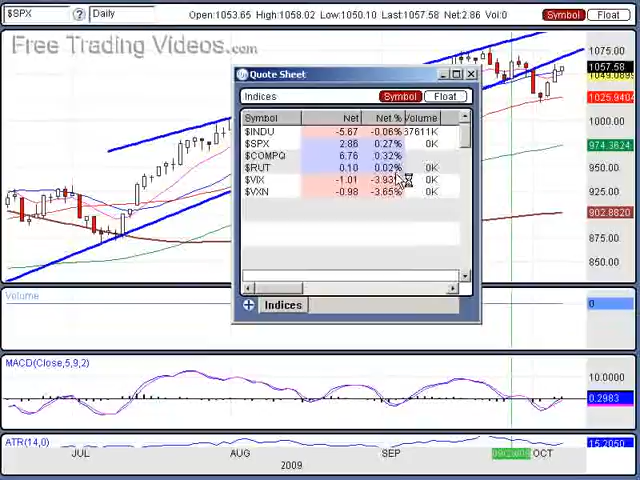 $SPX ? Daily Open:1053.65 High:1058.02 Low:1050.10 Last:1057.58 Net:2.86 Vol:0 Symbol Float
Free Trading Videos.com
1075.00
1057.58
1049.0895
1025.9404
1000.00
974.3624
950.00
925.00
902.8820
875.00
850.00
Quote Sheet
Indices Symbol Float
Symbol Net Net % Volume
$INDU -5.67 -0.06% 37611K
$SPX 2.86 0.27% 0K
$COMPQ 6.76 0.32%
$RUT 0.10 0.02% 0K
$VIX -1.01 -3.93% 0K
$VXN -0.98 -3.65% 0K
Indices
Volume
0
MACD(Close,5,9,2)
10.0000
0.2983
ATR(14,0)
15.2050
JUL AUG SEP OCT
2009